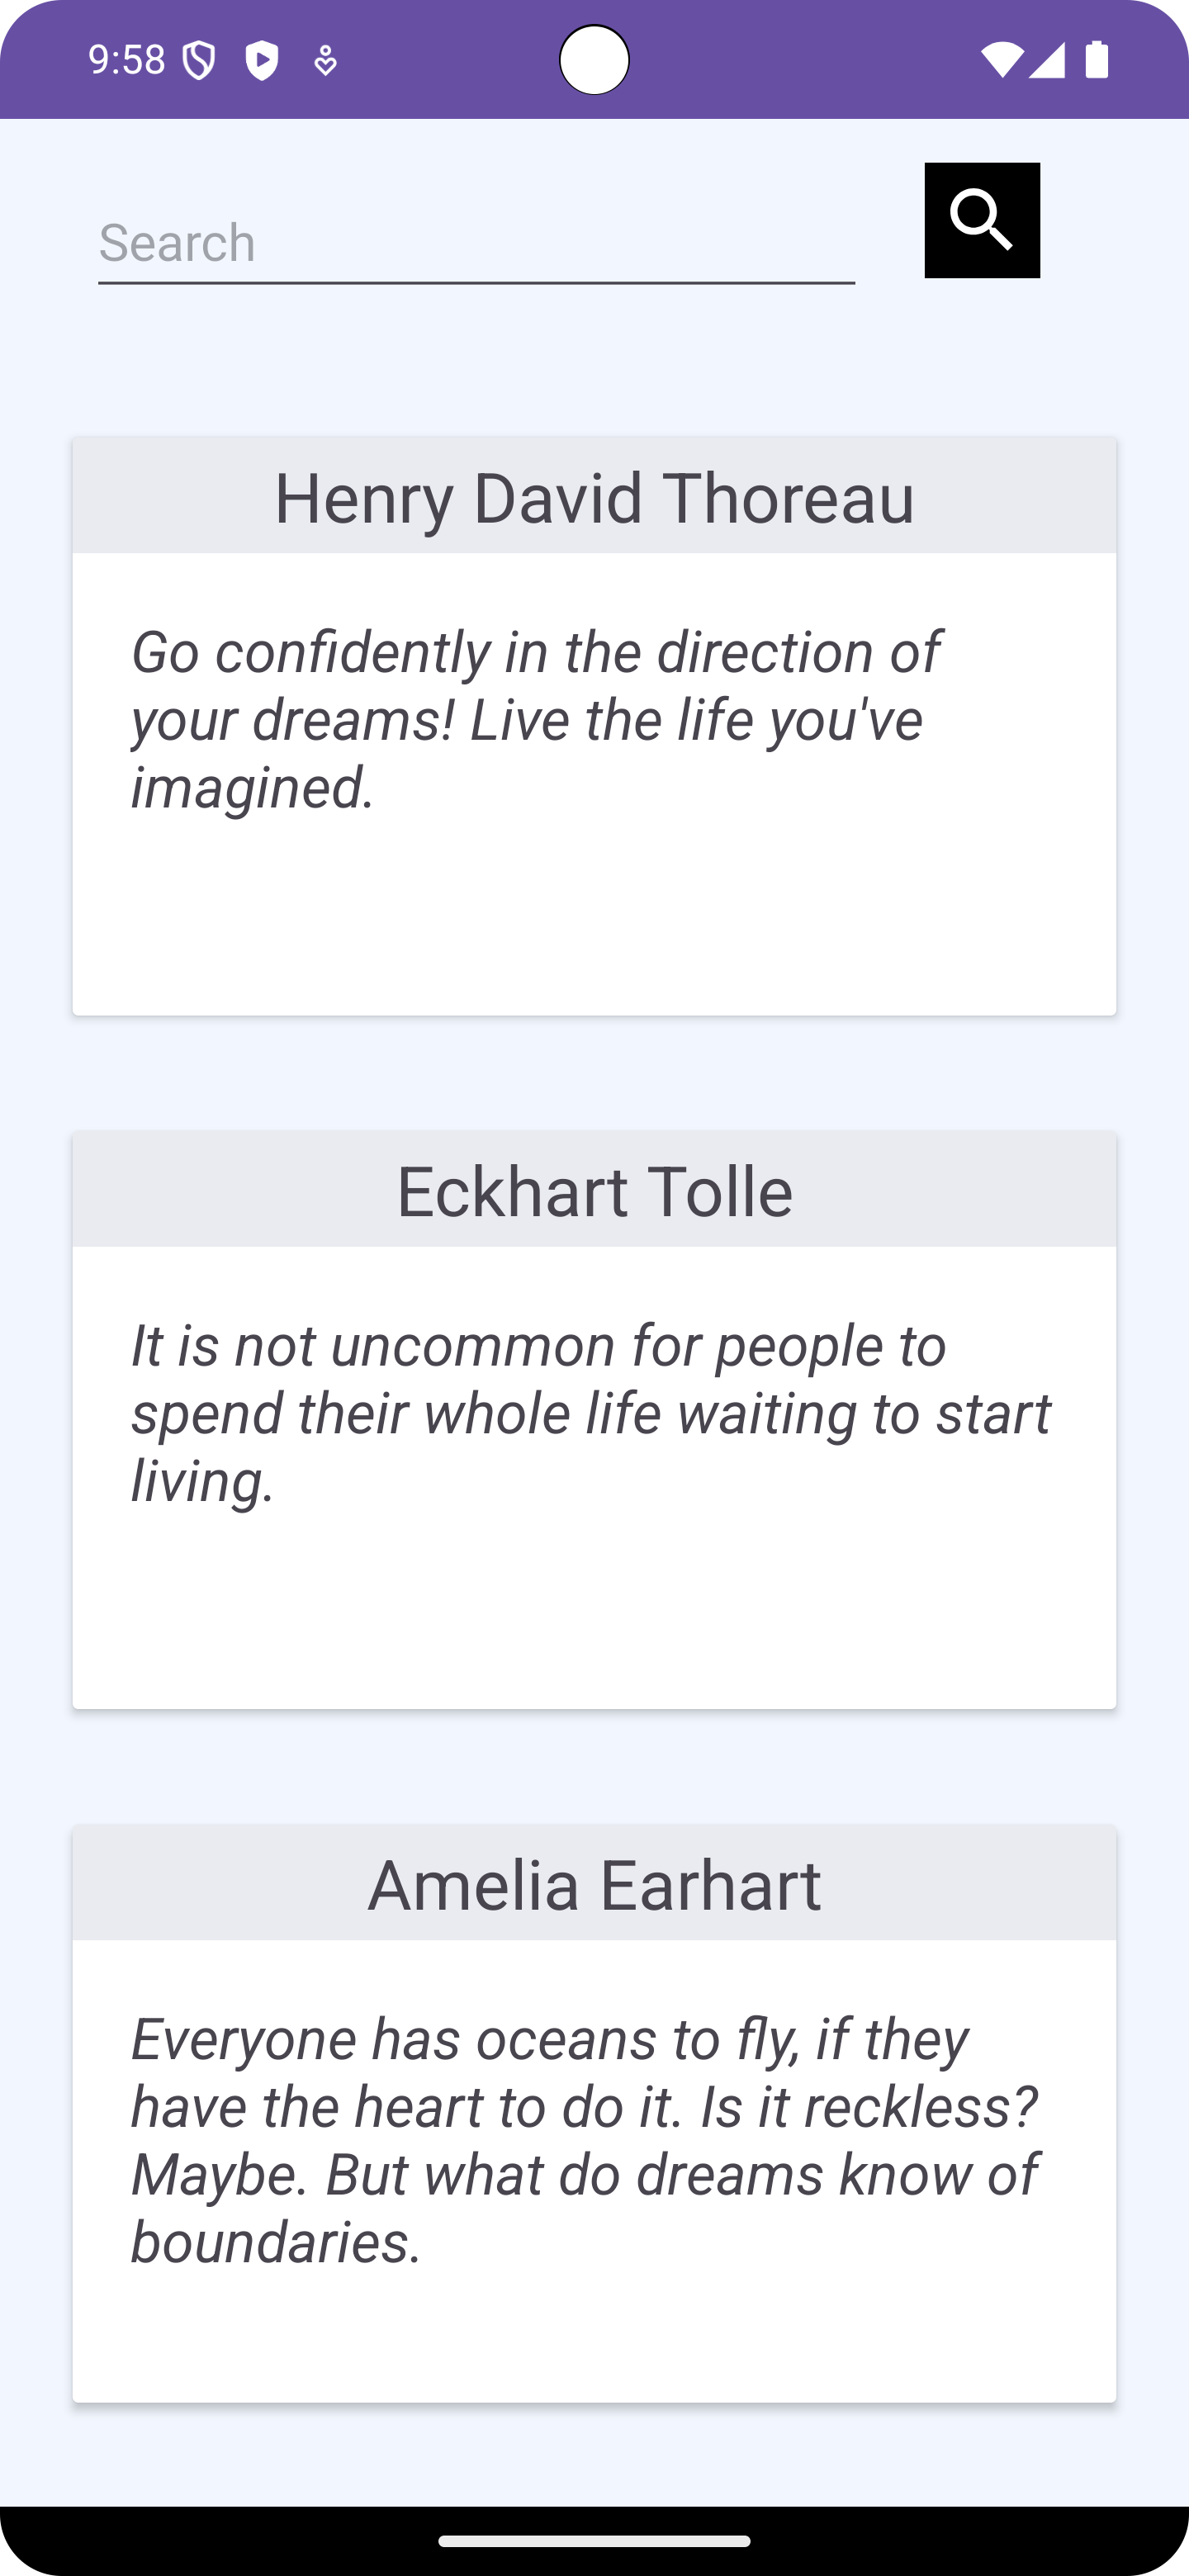 9:58
Search
Henry David Thoreau
Go confidently in the direction of
your dreams! Live the life you've
imagined.
Eckhart Tolle
It is not uncommon for people to
spend their whole life waiting to start
living.
Amelia Earhart
Everyone has oceans to fly, if they
have the heart to do it. Is it reckless?
Maybe. But what do dreams know of
boundaries.